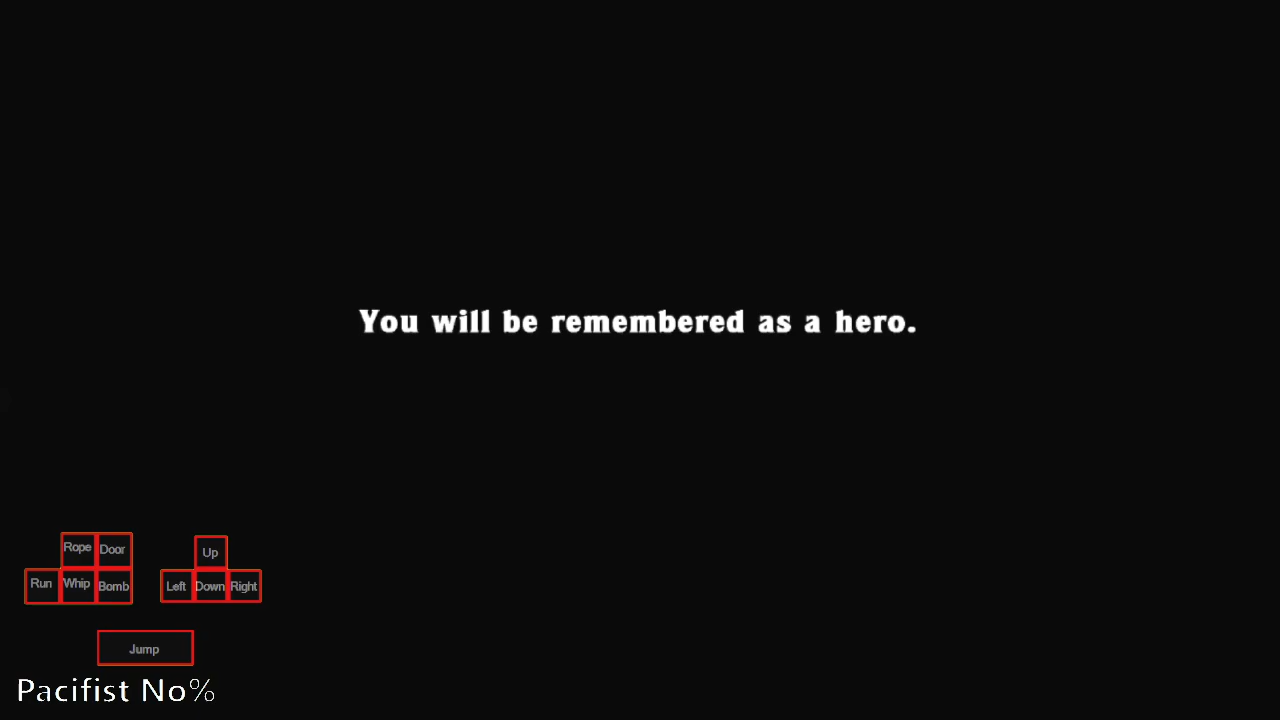 You will be remembered as a hero.
Rope Door
Up
Run Whip Bomb
Left Down Right
Jump
Pacifist No%